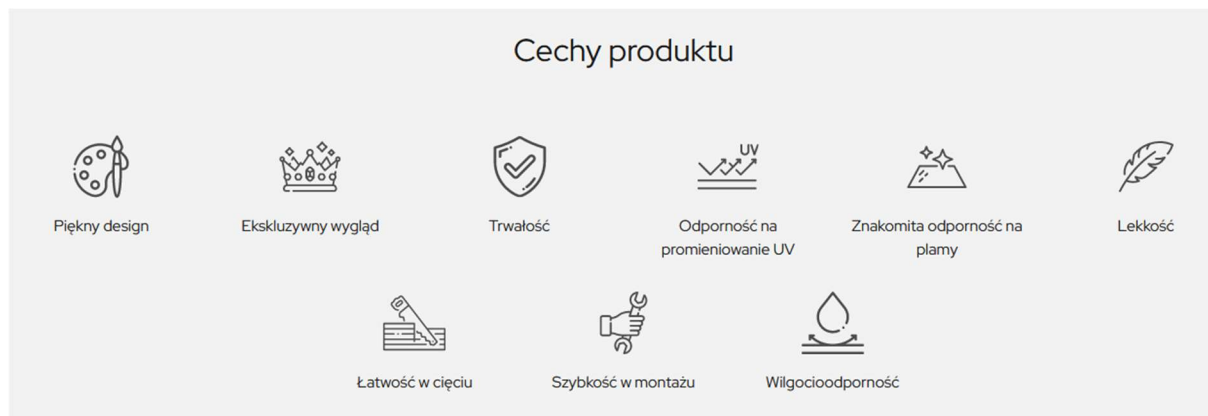 Cechy produktu
UV
Piękny design
Ekskluzywny wygląd
Trwałość
Odporność na
promieniowanie UV
Znakomita odporność na
plamy
Lekkość
Łatwość w cięciu
Szybkość w montażu
Wilgocioodporność